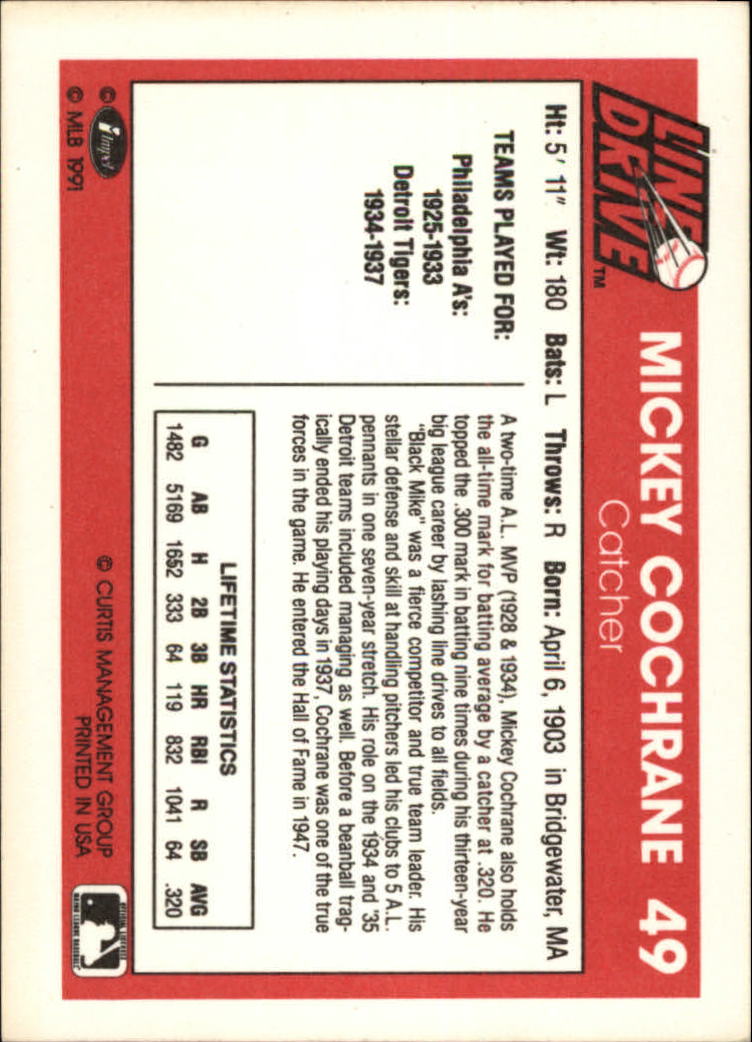 LINE DRIVE™
MICKEY COCHRANE 49
Catcher
Ht: 5' 11" Wt: 180 Bats: L Throws: R Born: April 6, 1903 in Bridgewater, MA
TEAMS PLAYED FOR:
Philadelphia A's:
1925-1933
Detroit Tigers:
1934-1937
A two-time A.L. MVP (1928 & 1934), Mickey Cochrane also holds
the all-time mark for batting average by a catcher at .320. He
topped the .300 mark in batting nine times during his thirteen-year
big league career by lashing line drives to all fields.
"Black Mike" was a fierce competitor and true team leader. His
stellar defense and skill at handling pitchers led his clubs to 5 A.L.
pennants in one seven-year stretch. His role on the 1934 and '35
Detroit teams included managing as well. Before a beanball trag-
ically ended his playing days in 1937, Cochrane was one of the true
forces in the game. He entered the Hall of Fame in 1947.
LIFETIME STATISTICS
G AB H 2B 3B HR RBI R SB AVG
1482 5169 1652 333 64 119 832 1041 64 .320
© Impel
© MLB 1991
© CURTIS MANAGEMENT GROUP
PRINTED IN USA